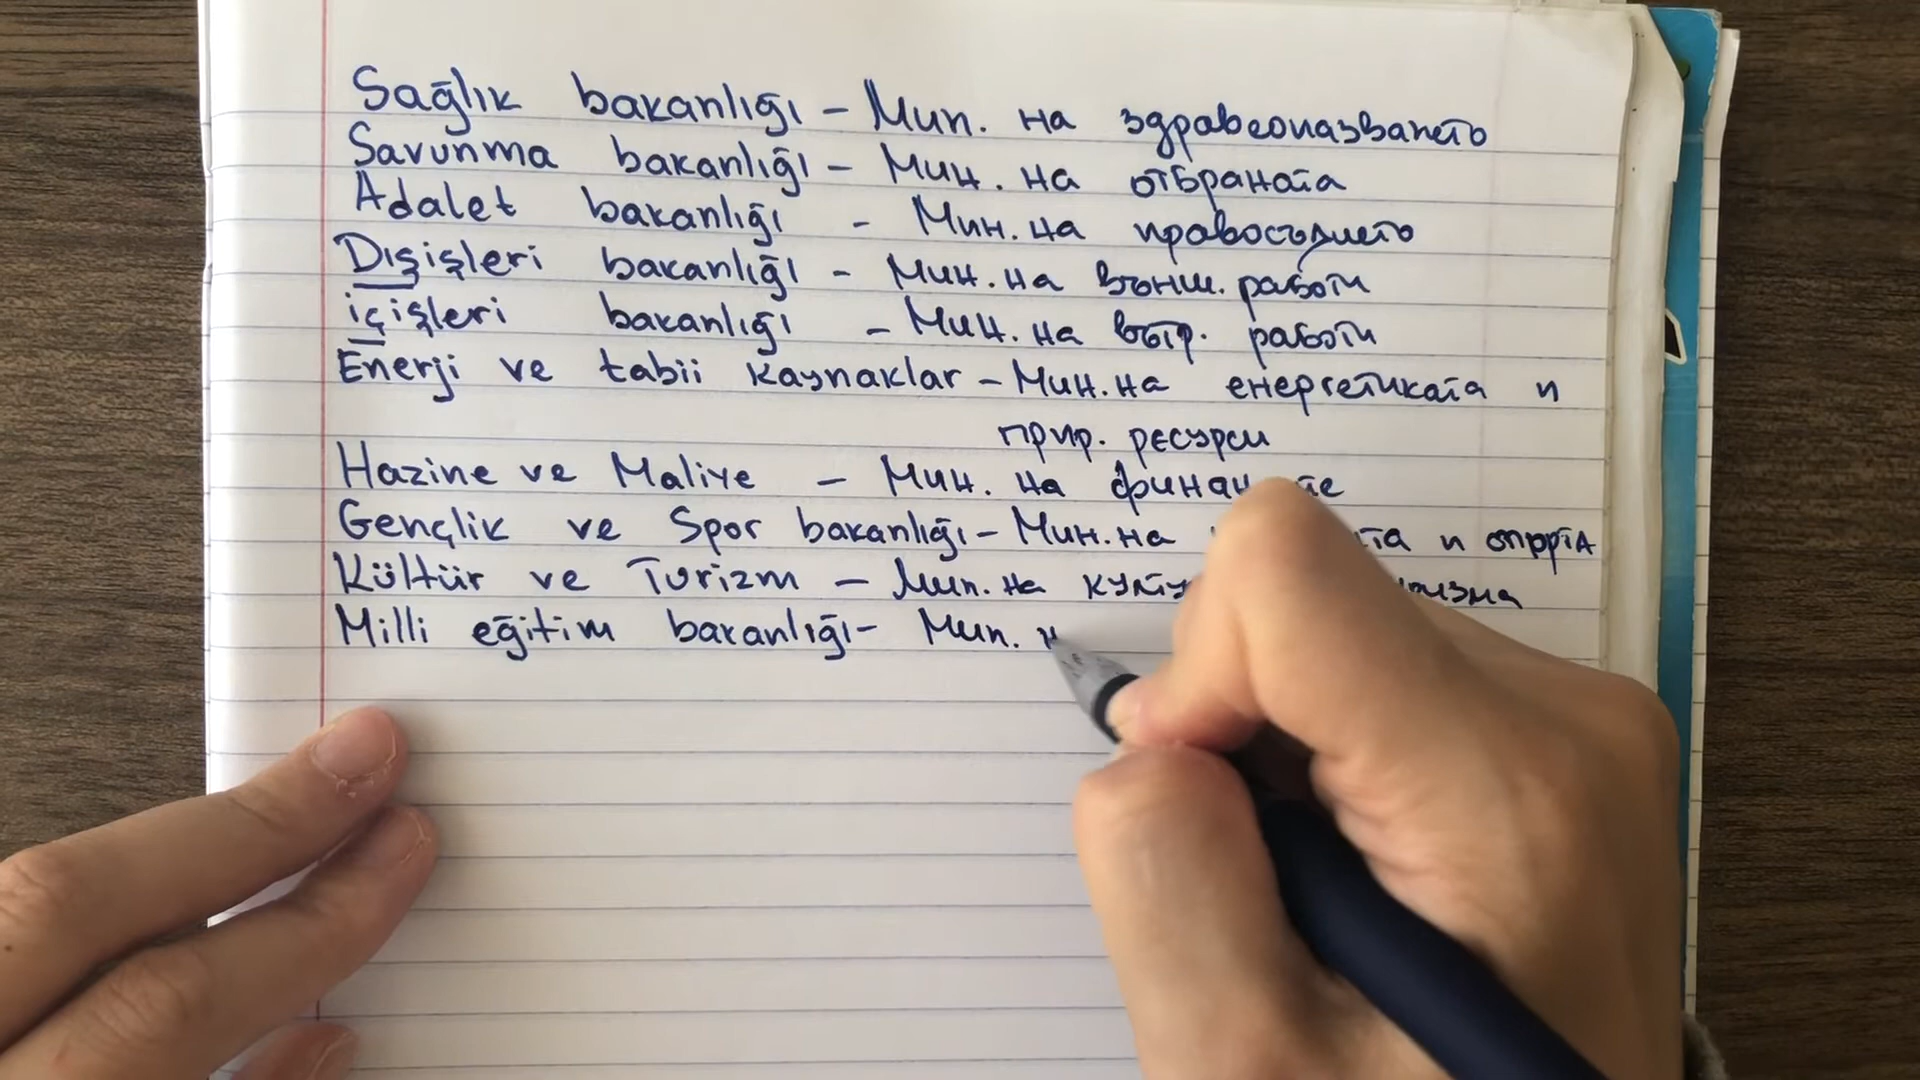 Sağlık bakanlığı - Мин. на здравеопазването
Savunma bakanlığı - Мин. на отбраната
Adalet bakanlığı - Мин. на правосъдието
Dışişleri bakanlığı - Мин. на външ. работи
içişleri bakanlığı - Мин. на вътр. работи
Enerji ve tabii kaynaklar - Мин. на енергетиката и
прир. ресурси
Hazine ve Maliye - Мин. на
Gençlik ve Spor bakanlığı - Мин. на и спорта
Kültür ve Turizm - Мин. на
Milli eğitim bakanlığı - Мин.